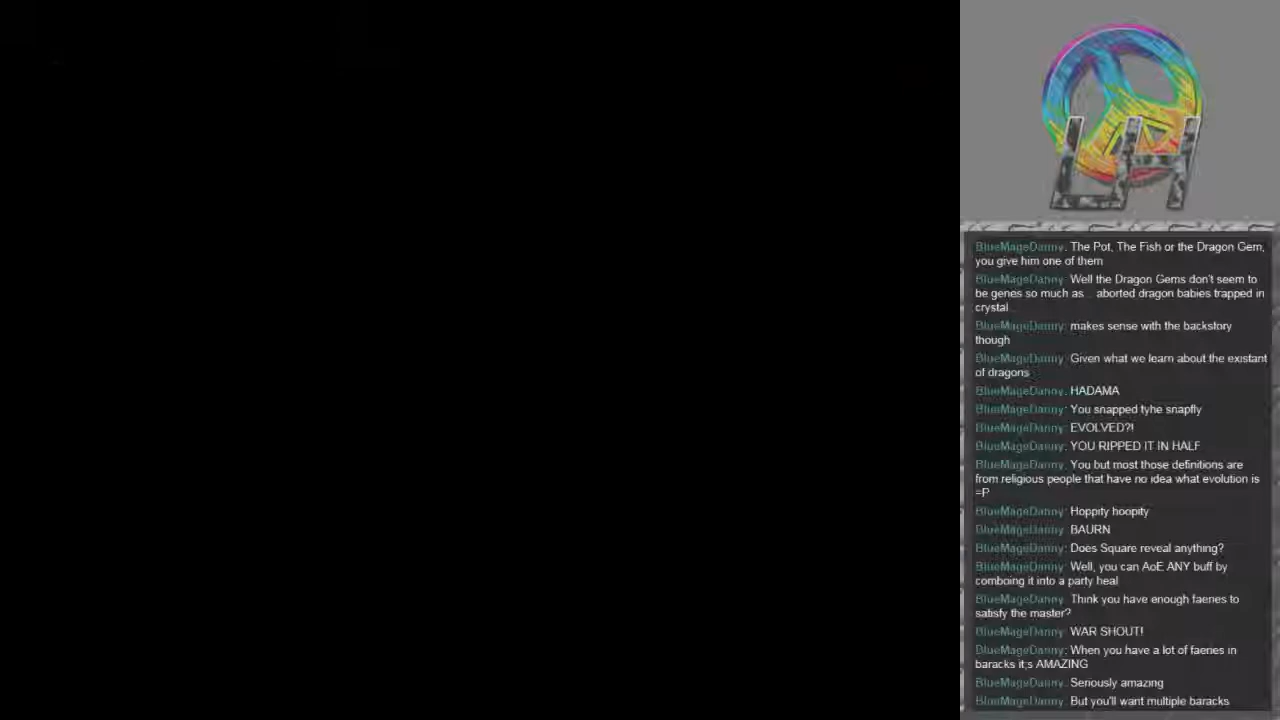 LH
BlueMageDanny: The Pot, The Fish or the Dragon Gem,
you give him one of them
BlueMageDanny: Well the Dragon Gems don't seem to
be genes so much as... aborted dragon babies trapped in
crystal..
BlueMageDanny: makes sense with the backstory
though
BlueMageDanny: Given what we learn about the existant
of dragons
BlueMageDanny: HADAMA
BlueMageDanny: You snapped tyhe snapfly
BlueMageDanny: EVOLVED?!
BlueMageDanny: YOU RIPPED IT IN HALF
BlueMageDanny: You but most those definitions are
from religious people that have no idea what evolution is
=P
BlueMageDanny: Hoppity hoopity
BlueMageDanny: BAURN
BlueMageDanny: Does Square reveal anything?
BlueMageDanny: Well, you can AoE ANY buff by
comboing it into a party heal
BlueMageDanny: Think you have enough faeries to
satisfy the master?
BlueMageDanny: WAR SHOUT!
BlueMageDanny: When you have a lot of faeries in
baracks it;s AMAZING
BlueMageDanny: Seriously amazing
BlueMageDanny: But you'll want multiple baracks